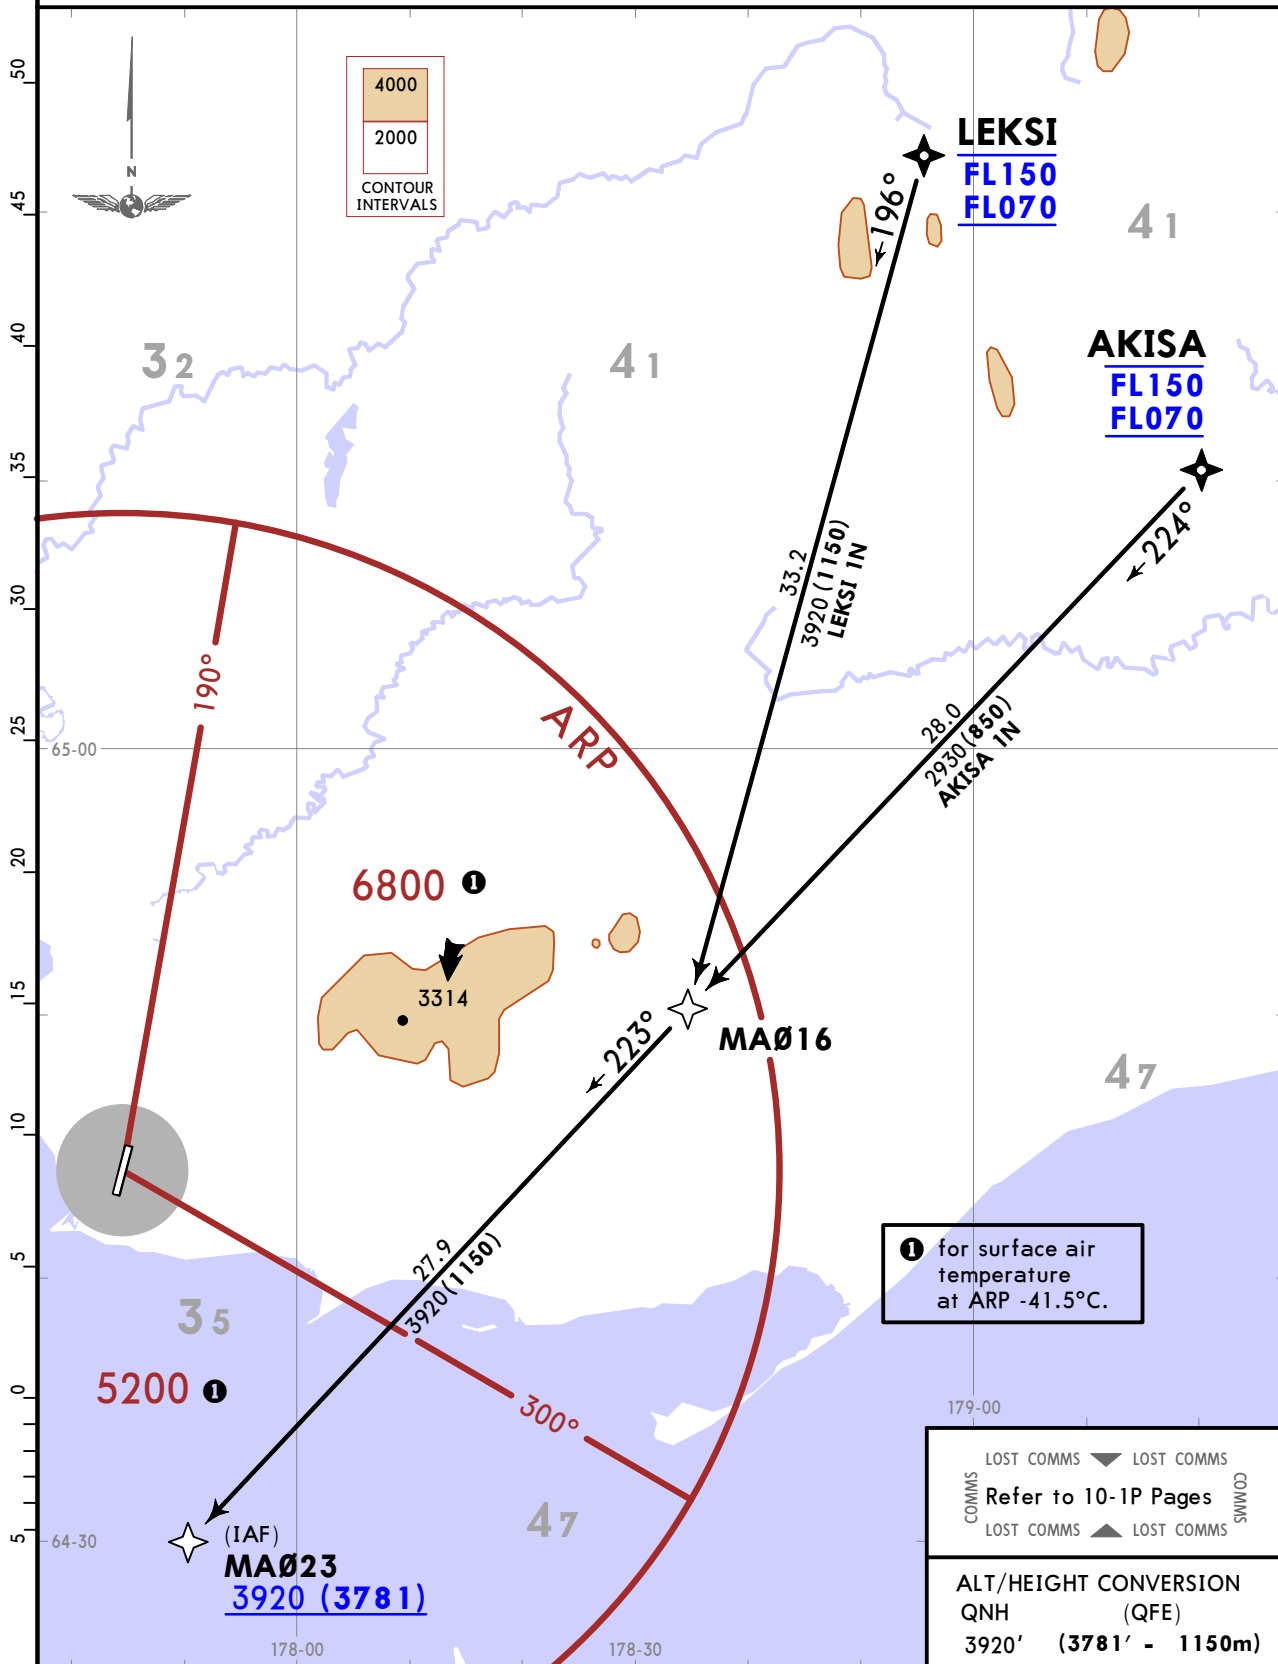 50
45
40
35
30
25
20
15
10
5
0
5
N
4000
2000
CONTOUR
INTERVALS
LEKSI
FL150
FL070
196°
41
32
41
AKISA
FL150
FL070
224°
33.2
3920 (1150)
LEKSI 1N
190°
ARP
28.0
2930 (850)
AKISA 1N
65-00
6800 1
3314
223°
MAØ16
47
27.9
3920 (1150)
1 for surface air
temperature
at ARP -41.5°C.
35
5200 1
300°
179-00
47
64-30
(IAF)
MAØ23
3920 (3781)
178-00
178-30
LOST COMMS LOST COMMS
COMMS
Refer to 10-1P Pages
COMMS
LOST COMMS LOST COMMS
ALT/HEIGHT CONVERSION
QNH (QFE)
3920' (3781' - 1150m)